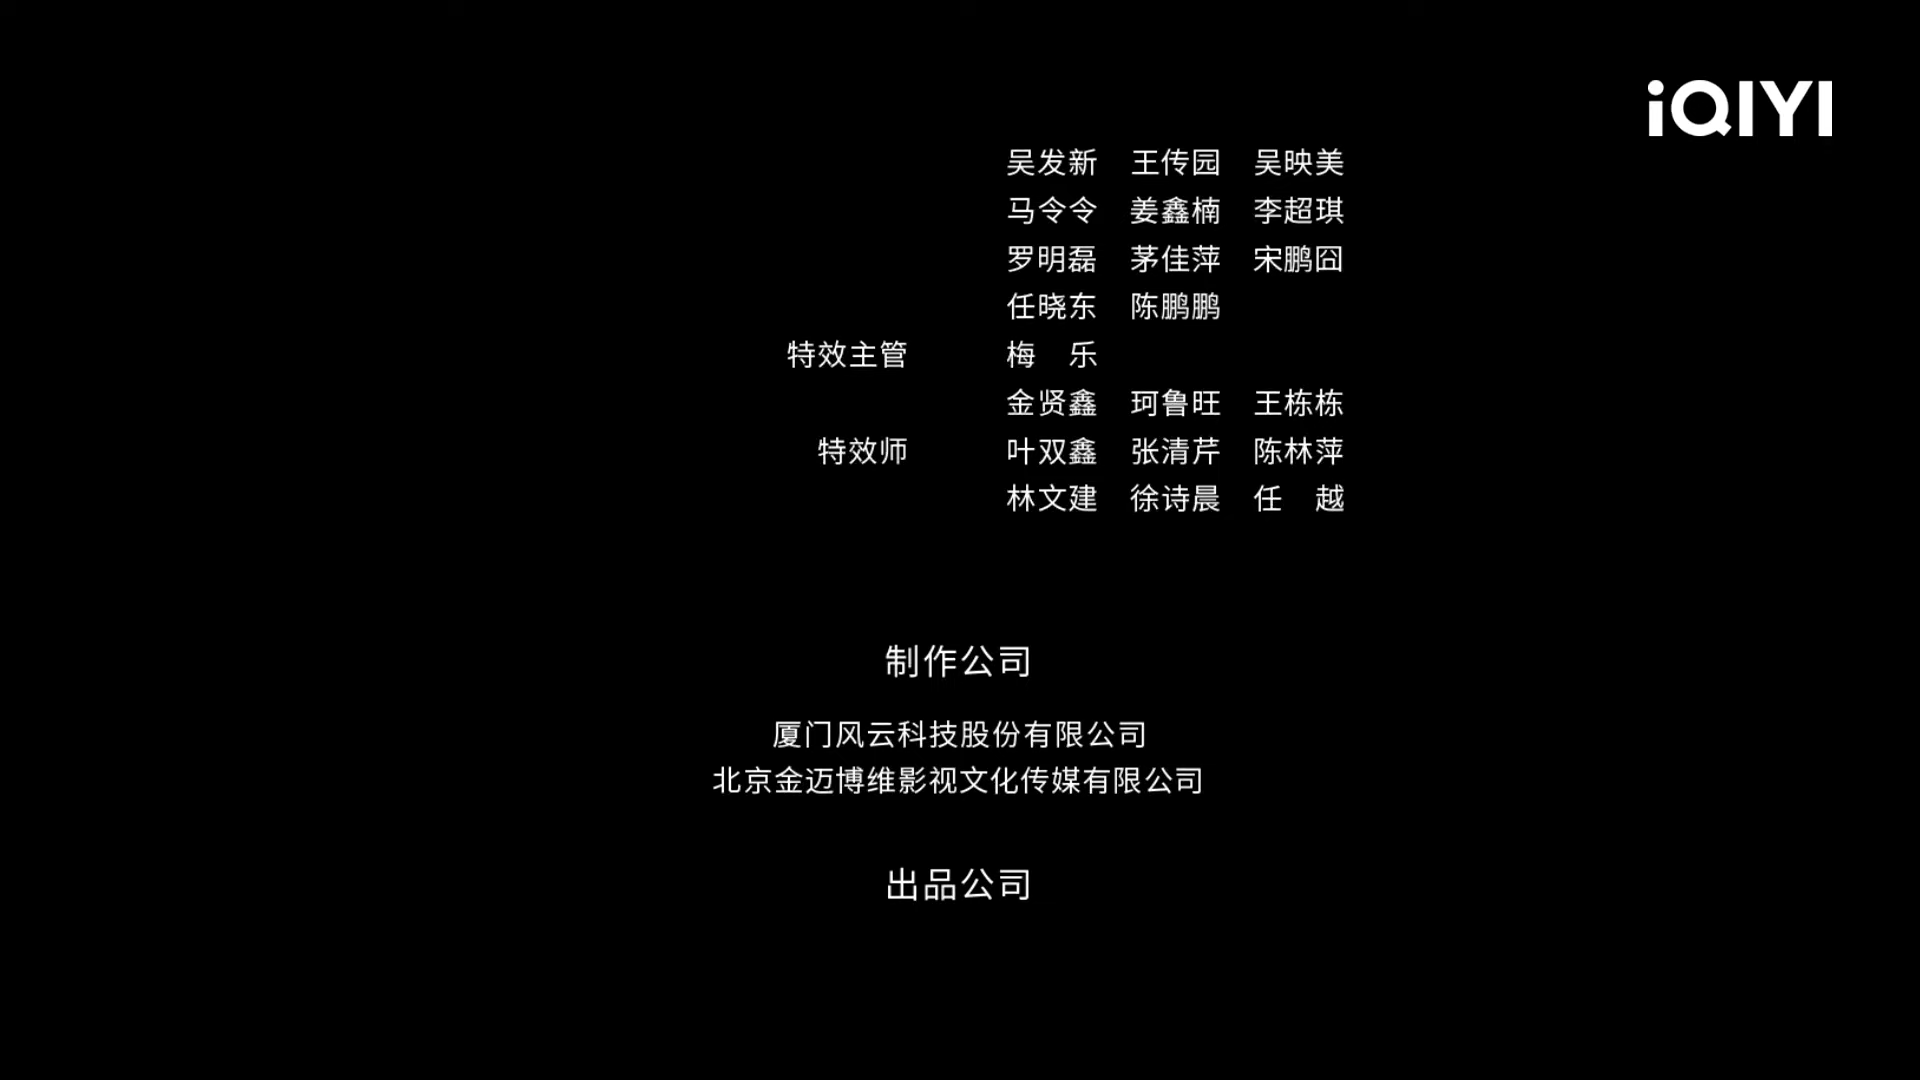 iQIYI
吴发新 王传园 吴映美
马令令 姜鑫楠 李超琪
罗明磊 茅佳萍 宋鹏囧
任晓东 陈鹏鹏
特效主管 梅 乐
金贤鑫 珂鲁旺 王栋栋
特效师 叶双鑫 张清芹 陈林萍
林文建 徐诗晨 任 越
制作公司
厦门风云科技股份有限公司
北京金迈博维影视文化传媒有限公司
出品公司